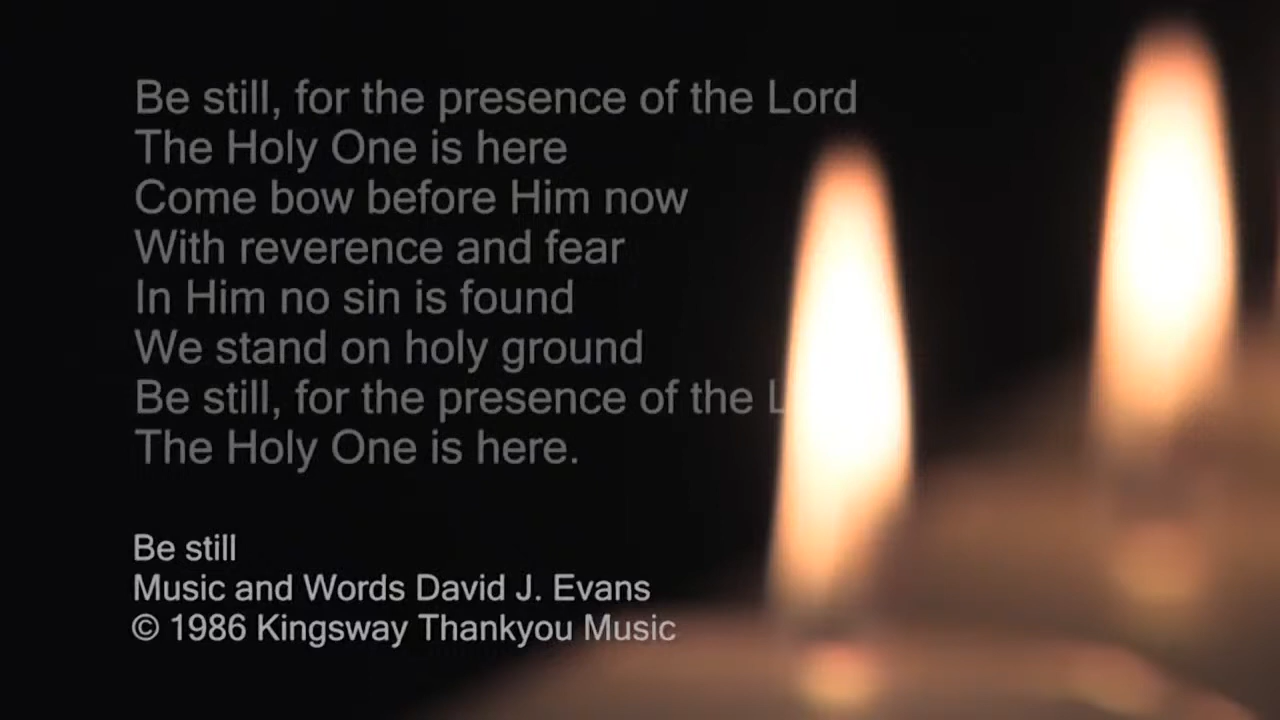 Be still, for the presence of the Lord
The Holy One is here
Come bow before Him now
With reverence and fear
In Him no sin is found
We stand on holy ground
Be still, for the presence of the L
The Holy One is here.
Be still
Music and Words David J. Evans
© 1986 Kingsway Thankyou Music